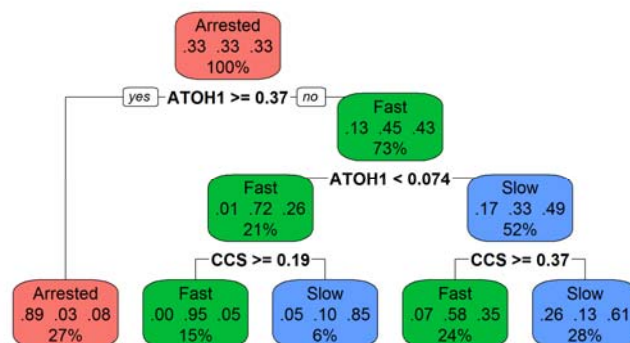 Arrested
.33 .33 .33
100%
yes ATOH1 >= 0.37 no
Fast
.13 .45 .43
73%
ATOH1 < 0.074
Fast
.01 .72 .26
21%
Slow
.17 .33 .49
52%
CCS >= 0.19
CCS >= 0.37
Arrested
.89 .03 .08
27%
Fast
.00 .95 .05
15%
Slow
.05 .10 .85
6%
Fast
.07 .58 .35
24%
Slow
.26 .13 .61
28%